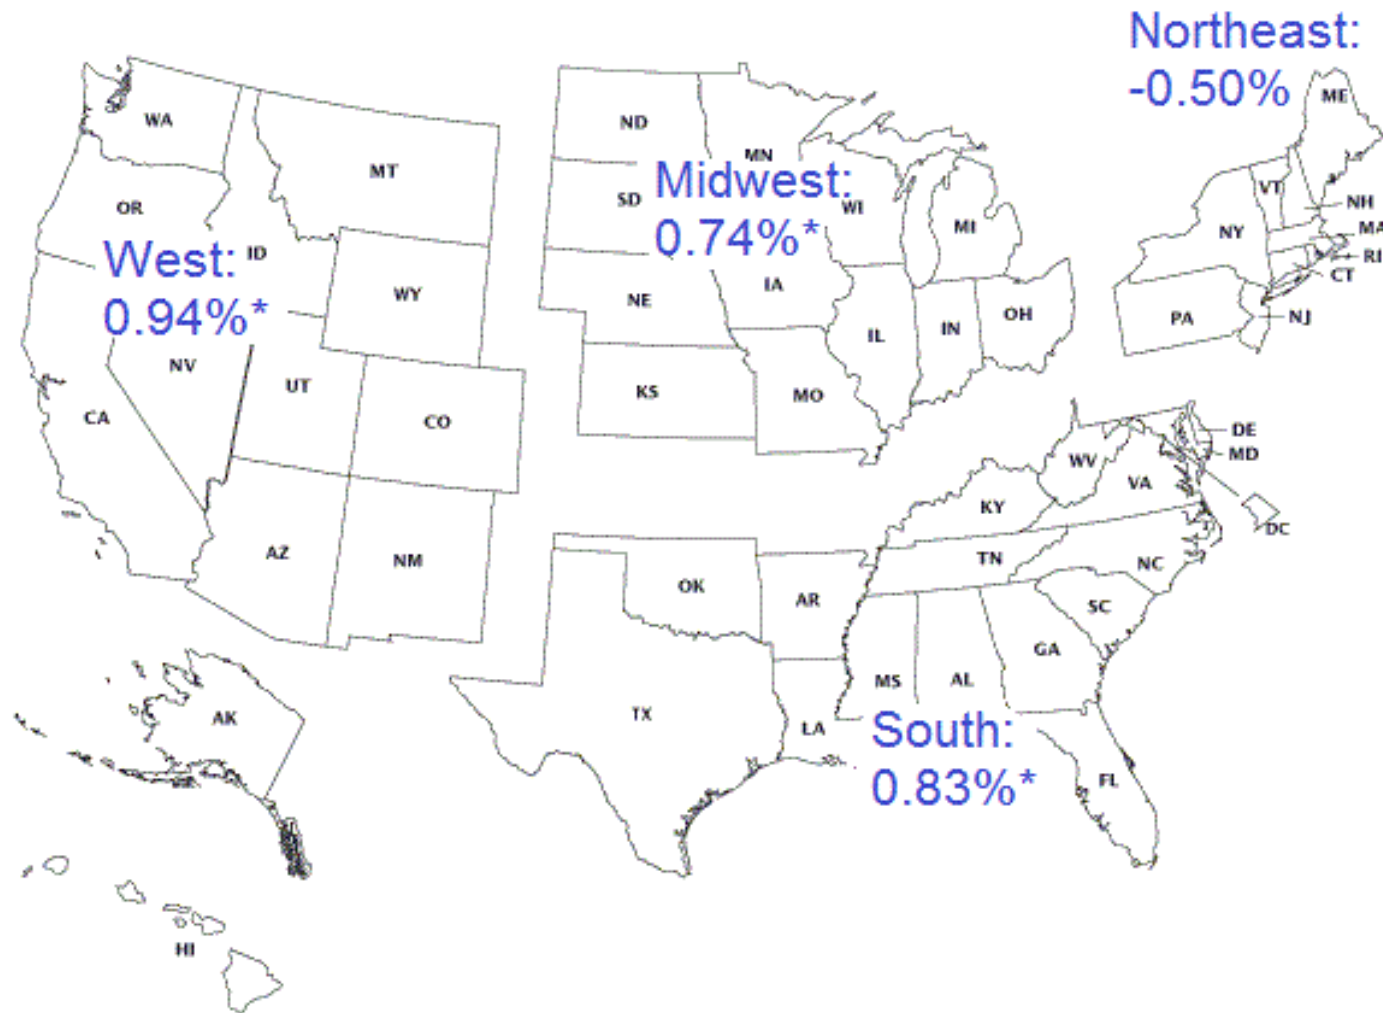 Northeast:
-0.50%
ME
WA
ND
MN
MT
Midwest:
0.74%*
SD
WI
VT
NH
OR
MI
NY
MA
RI
CT
West:
0.94%*
ID
WY
NE
IA
IL
IN
OH
PA
NJ
NV
UT
KS
MO
CA
CO
DE
MD
WV
VA
KY
DC
AZ
NM
TN
NC
OK
AR
SC
GA
MS
AL
AK
TX
LA
South:
0.83%*
FL
HI